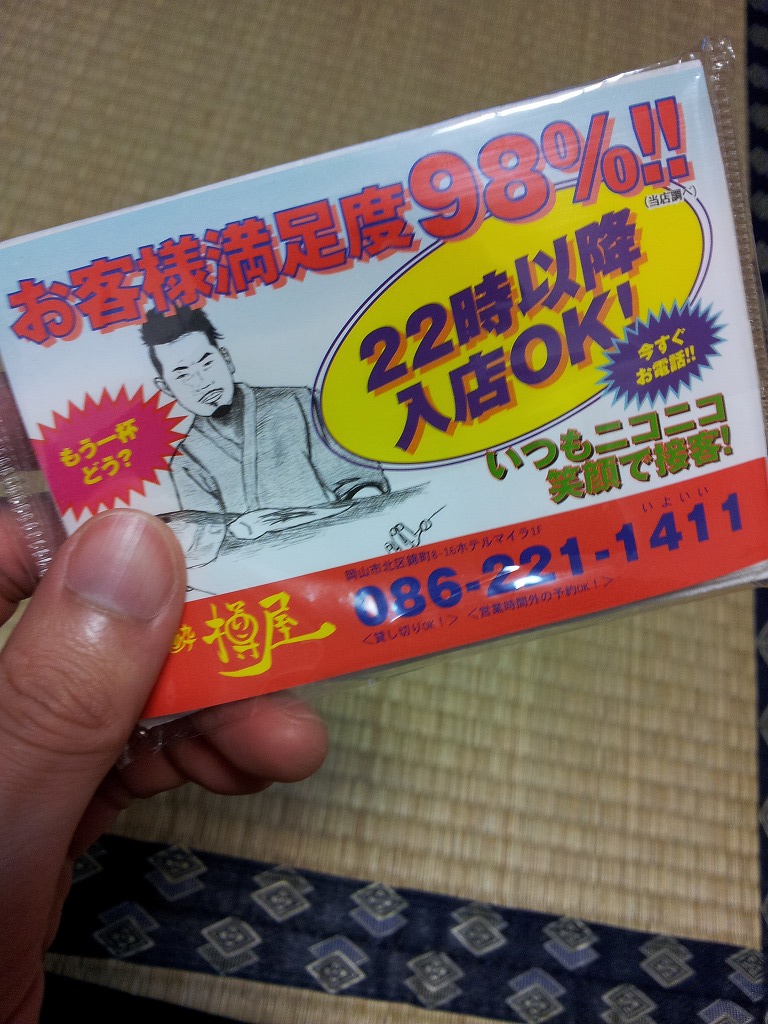 お客様満足度98%!!
(当店調べ)
22時以降
入店OK!
今すぐ
お電話!!
もう一杯
どう?
いつもニコニコ
笑顔で接客!
いよいい
岡山市北区錦町6-16ホテルマイラ1F
086-221-1411
<貸し切りOK!> <営業時間外の予約OK!>
酔 樽屋